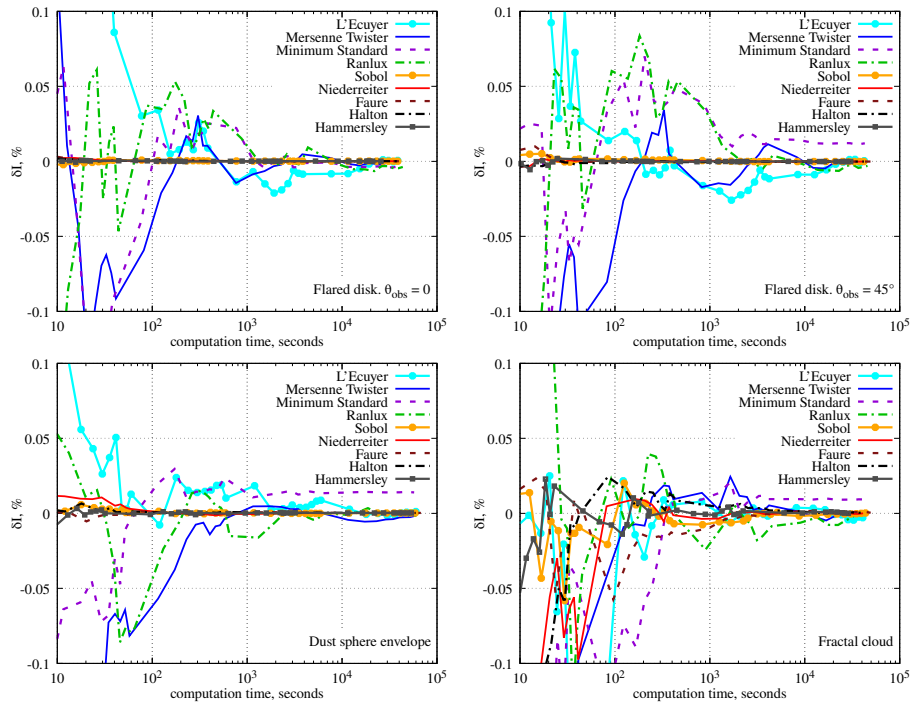 L'Ecuyer
Mersenne Twister
Minimum Standard
Ranlux
Sobol
Niederreiter
Faure
Halton
Hammersley
0.1
0.05
0
-0.05
-0.1
δI, %
Flared disk. θobs = 0
10 10² 10³ 10⁴ 10⁵
computation time, seconds
L'Ecuyer
Mersenne Twister
Minimum Standard
Ranlux
Sobol
Niederreiter
Faure
Halton
Hammersley
0.1
0.05
0
-0.05
-0.1
δI, %
Flared disk. θobs = 45°
10 10² 10³ 10⁴ 10⁵
computation time, seconds
L'Ecuyer
Mersenne Twister
Minimum Standard
Ranlux
Sobol
Niederreiter
Faure
Halton
Hammersley
0.1
0.05
0
-0.05
-0.1
δI, %
Dust sphere envelope
10 10² 10³ 10⁴ 10⁵
computation time, seconds
L'Ecuyer
Mersenne Twister
Minimum Standard
Ranlux
Sobol
Niederreiter
Faure
Halton
Hammersley
0.1
0.05
0
-0.05
-0.1
δI, %
Fractal cloud
10 10² 10³ 10⁴ 10⁵
computation time, seconds